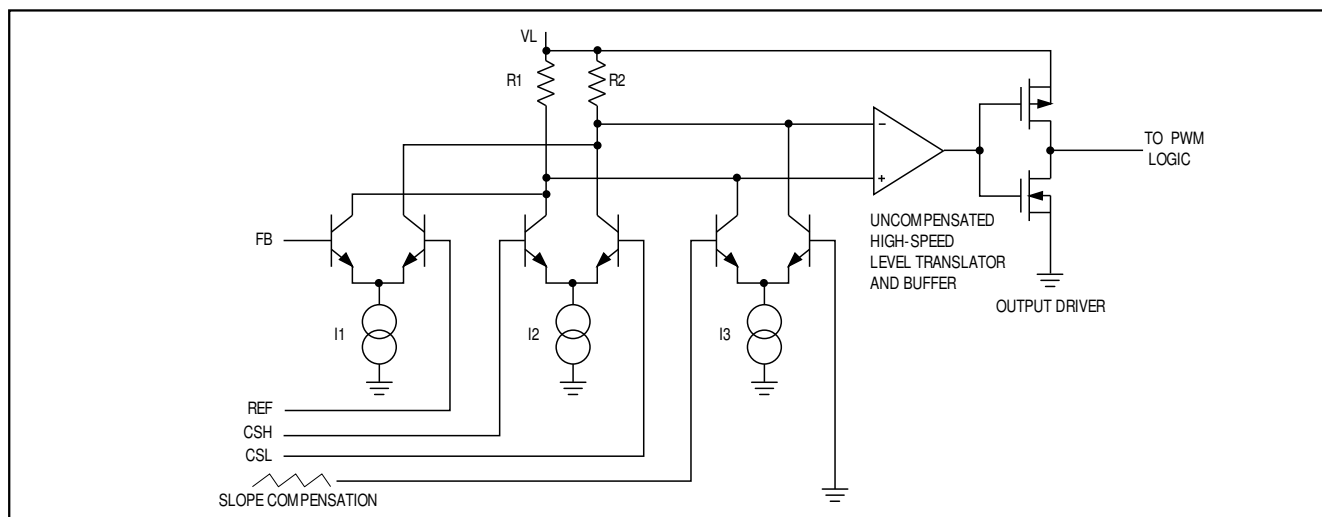 VL
R1
R2
TO PWM
LOGIC
UNCOMPENSATED
HIGH-SPEED
LEVEL TRANSLATOR
AND BUFFER
FB
OUTPUT DRIVER
I1
I2
I3
REF
CSH
CSL
SLOPE COMPENSATION
−
+